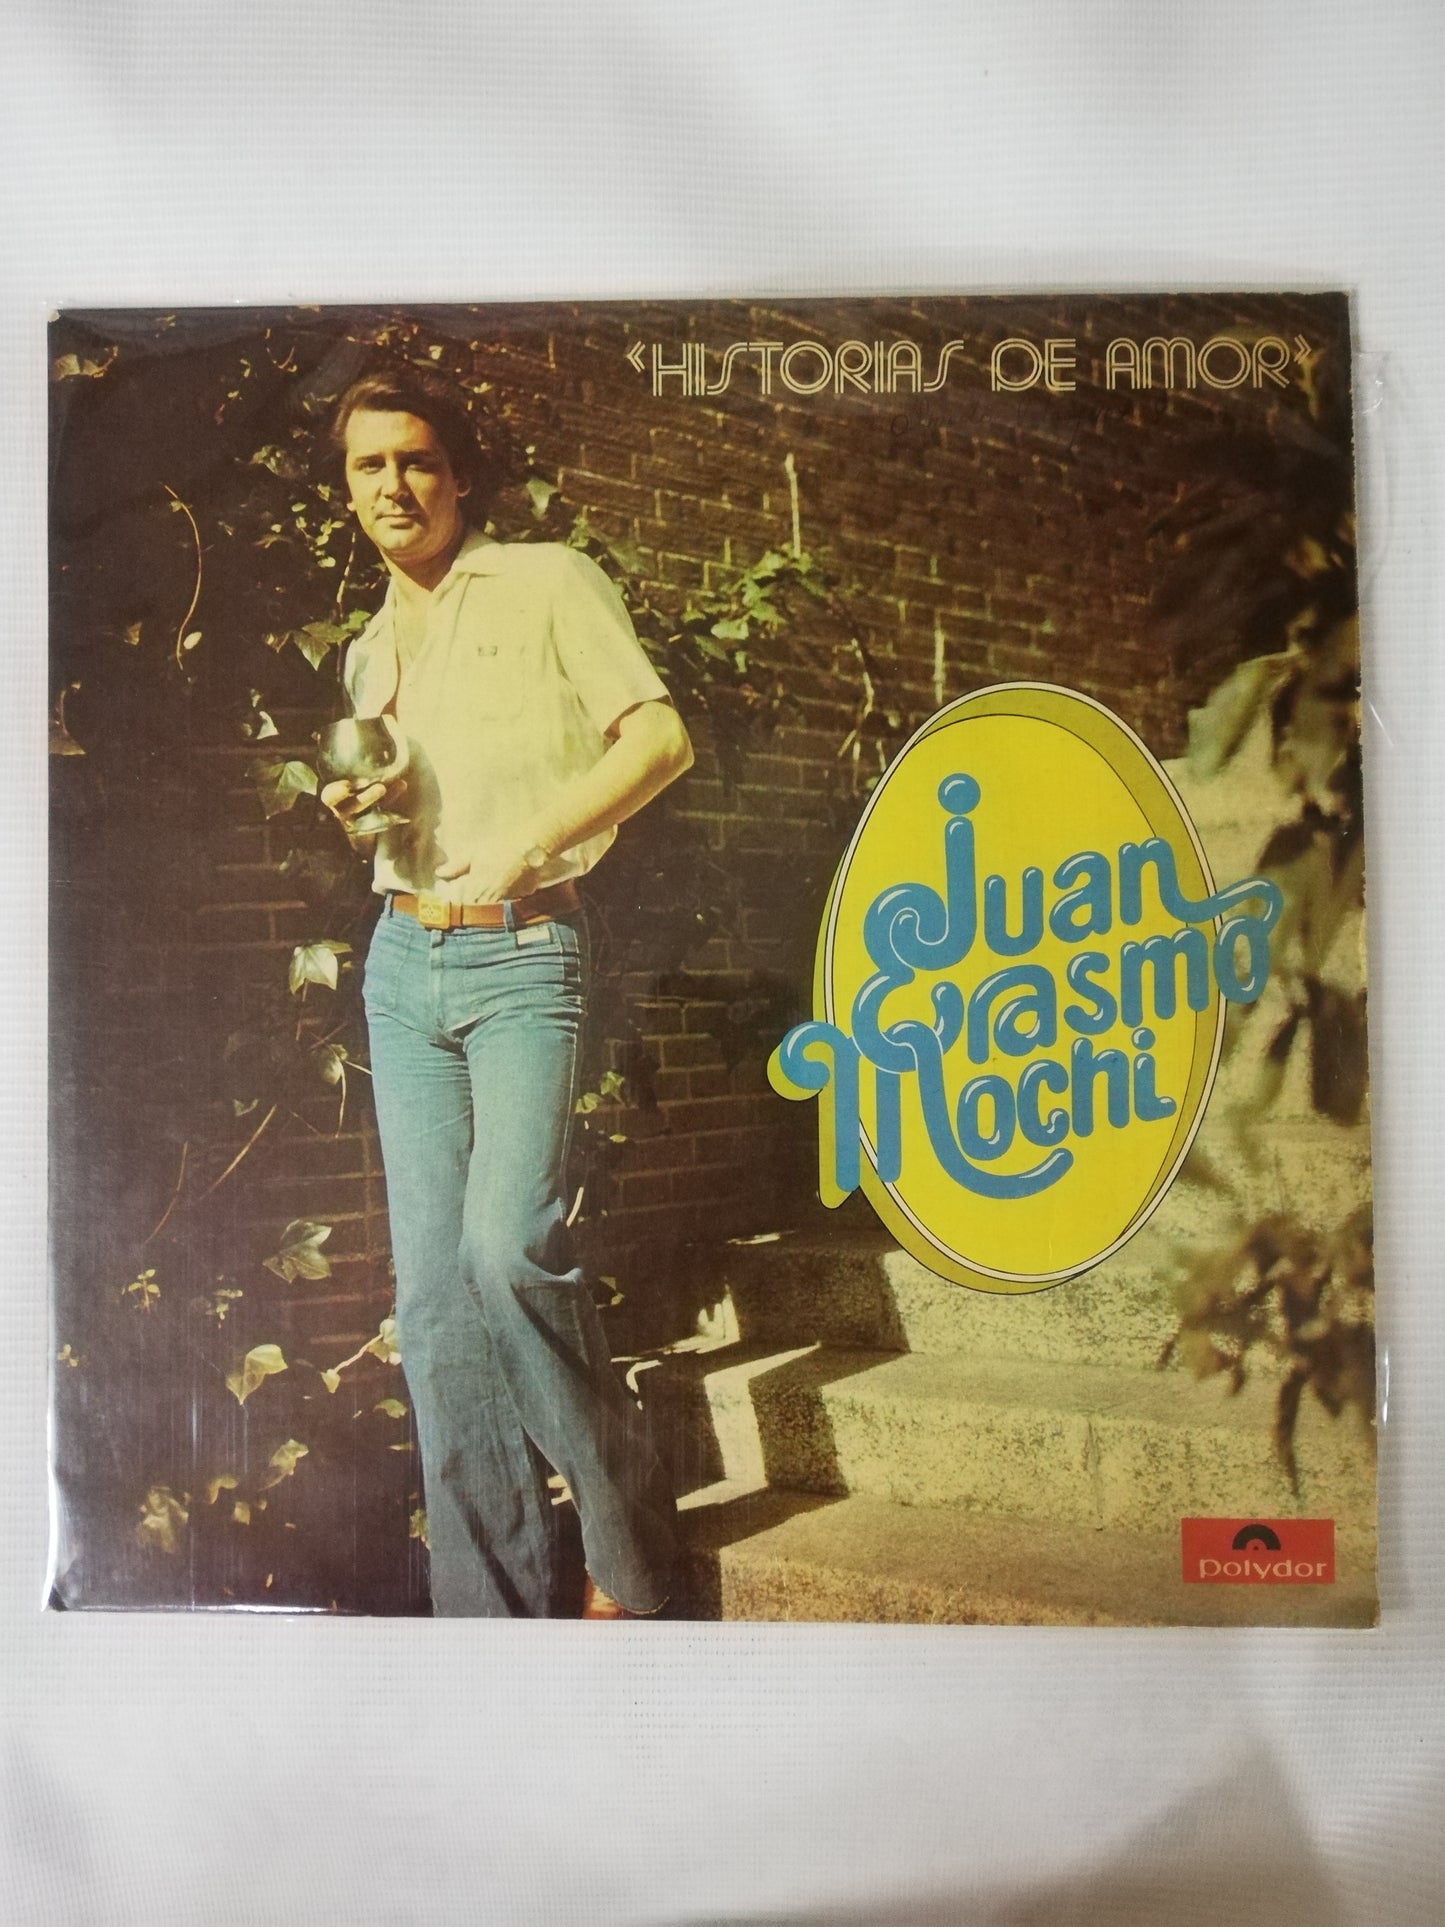 «HISTORIAS DE AMOR»
Juan
Erasmo
Mochi
polydor